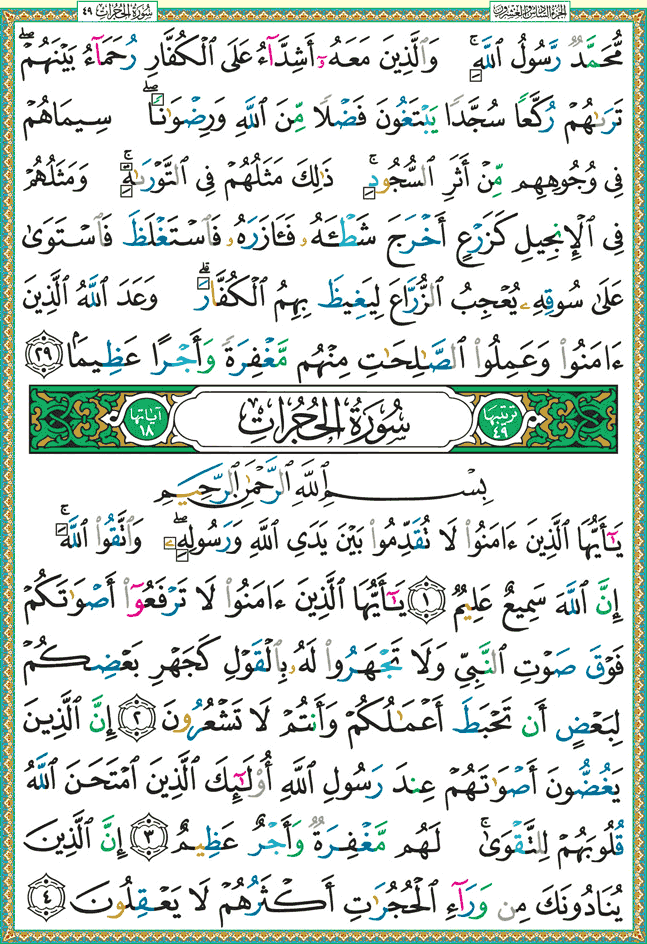 الجزء السادس والعشرون سُورَةُ الحُجُرَات ٤٩
مُّحَمَّدٌ رَّسُولُ ٱللَّهِۚ وَٱلَّذِينَ مَعَهُۥٓ أَشِدَّآءُ عَلَى ٱلْكُفَّارِ رُحَمَآءُ بَيْنَهُمْۖ
تَرَىٰهُمْ رُكَّعًا سُجَّدًا يَبْتَغُونَ فَضْلًا مِّنَ ٱللَّهِ وَرِضْوَٰنًاۖ سِيمَاهُمْ
فِى وُجُوهِهِم مِّنْ أَثَرِ ٱلسُّجُودِۚ ذَٰلِكَ مَثَلُهُمْ فِى ٱلتَّوْرَىٰةِۚ وَمَثَلُهُمْ
فِى ٱلْإِنجِيلِ كَزَرْعٍ أَخْرَجَ شَطْـَٔهُۥ فَـَٔازَرَهُۥ فَٱسْتَغْلَظَ فَٱسْتَوَىٰ
عَلَىٰ سُوقِهِۦ يُعْجِبُ ٱلزُّرَّاعَ لِيَغِيظَ بِهِمُ ٱلْكُفَّارَۗ وَعَدَ ٱللَّهُ ٱلَّذِينَ
ءَامَنُوا۟ وَعَمِلُوا۟ ٱلصَّٰلِحَٰتِ مِنْهُم مَّغْفِرَةً وَأَجْرًا عَظِيمًۢا ٢٩
ترتيبها ٤٩ سُورَةُ الحُجُرَاتِ آياتها ١٨
بِسْمِ ٱللَّهِ ٱلرَّحْمَٰنِ ٱلرَّحِيمِ
يَٰٓأَيُّهَا ٱلَّذِينَ ءَامَنُوا۟ لَا تُقَدِّمُوا۟ بَيْنَ يَدَىِ ٱللَّهِ وَرَسُولِهِۦۖ وَٱتَّقُوا۟ ٱللَّهَۚ
إِنَّ ٱللَّهَ سَمِيعٌ عَلِيمٌ ١ يَٰٓأَيُّهَا ٱلَّذِينَ ءَامَنُوا۟ لَا تَرْفَعُوٓا۟ أَصْوَٰتَكُمْ
فَوْقَ صَوْتِ ٱلنَّبِىِّ وَلَا تَجْهَرُوا۟ لَهُۥ بِٱلْقَوْلِ كَجَهْرِ بَعْضِكُمْ
لِبَعْضٍ أَن تَحْبَطَ أَعْمَٰلُكُمْ وَأَنتُمْ لَا تَشْعُرُونَ ٢ إِنَّ ٱلَّذِينَ
يَغُضُّونَ أَصْوَٰتَهُمْ عِندَ رَسُولِ ٱللَّهِ أُو۟لَٰٓئِكَ ٱلَّذِينَ ٱمْتَحَنَ ٱللَّهُ
قُلُوبَهُمْ لِلتَّقْوَىٰۚ لَهُم مَّغْفِرَةٌ وَأَجْرٌ عَظِيمٌ ٣ إِنَّ ٱلَّذِينَ
يُنَادُونَكَ مِن وَرَآءِ ٱلْحُجُرَٰتِ أَكْثَرُهُمْ لَا يَعْقِلُونَ ٤